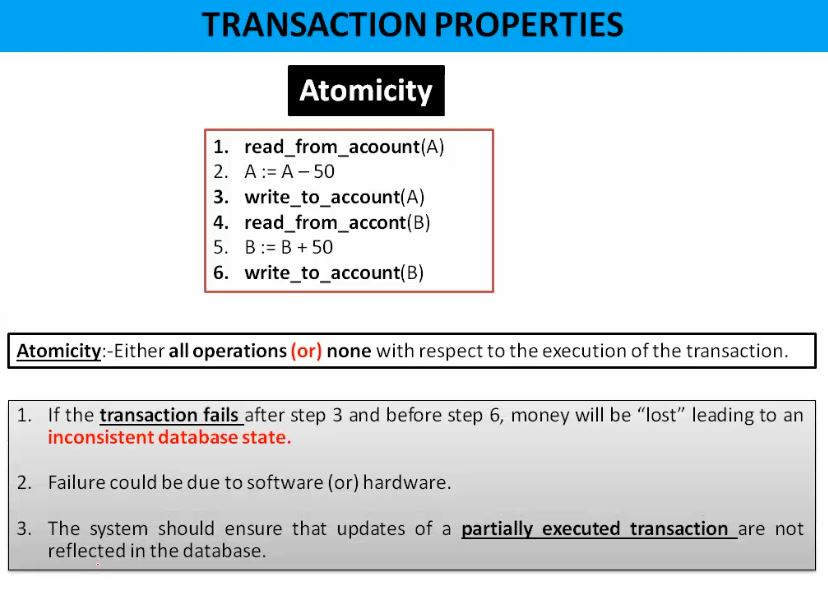 TRANSACTION PROPERTIES
Atomicity
1. read_from_acoount(A)
2. A := A – 50
3. write_to_account(A)
4. read_from_accont(B)
5. B := B + 50
6. write_to_account(B)
Atomicity:-Either all operations (or) none with respect to the execution of the transaction.
1. If the transaction fails after step 3 and before step 6, money will be “lost” leading to an
inconsistent database state.
2. Failure could be due to software (or) hardware.
3. The system should ensure that updates of a partially executed transaction are not
reflected in the database.